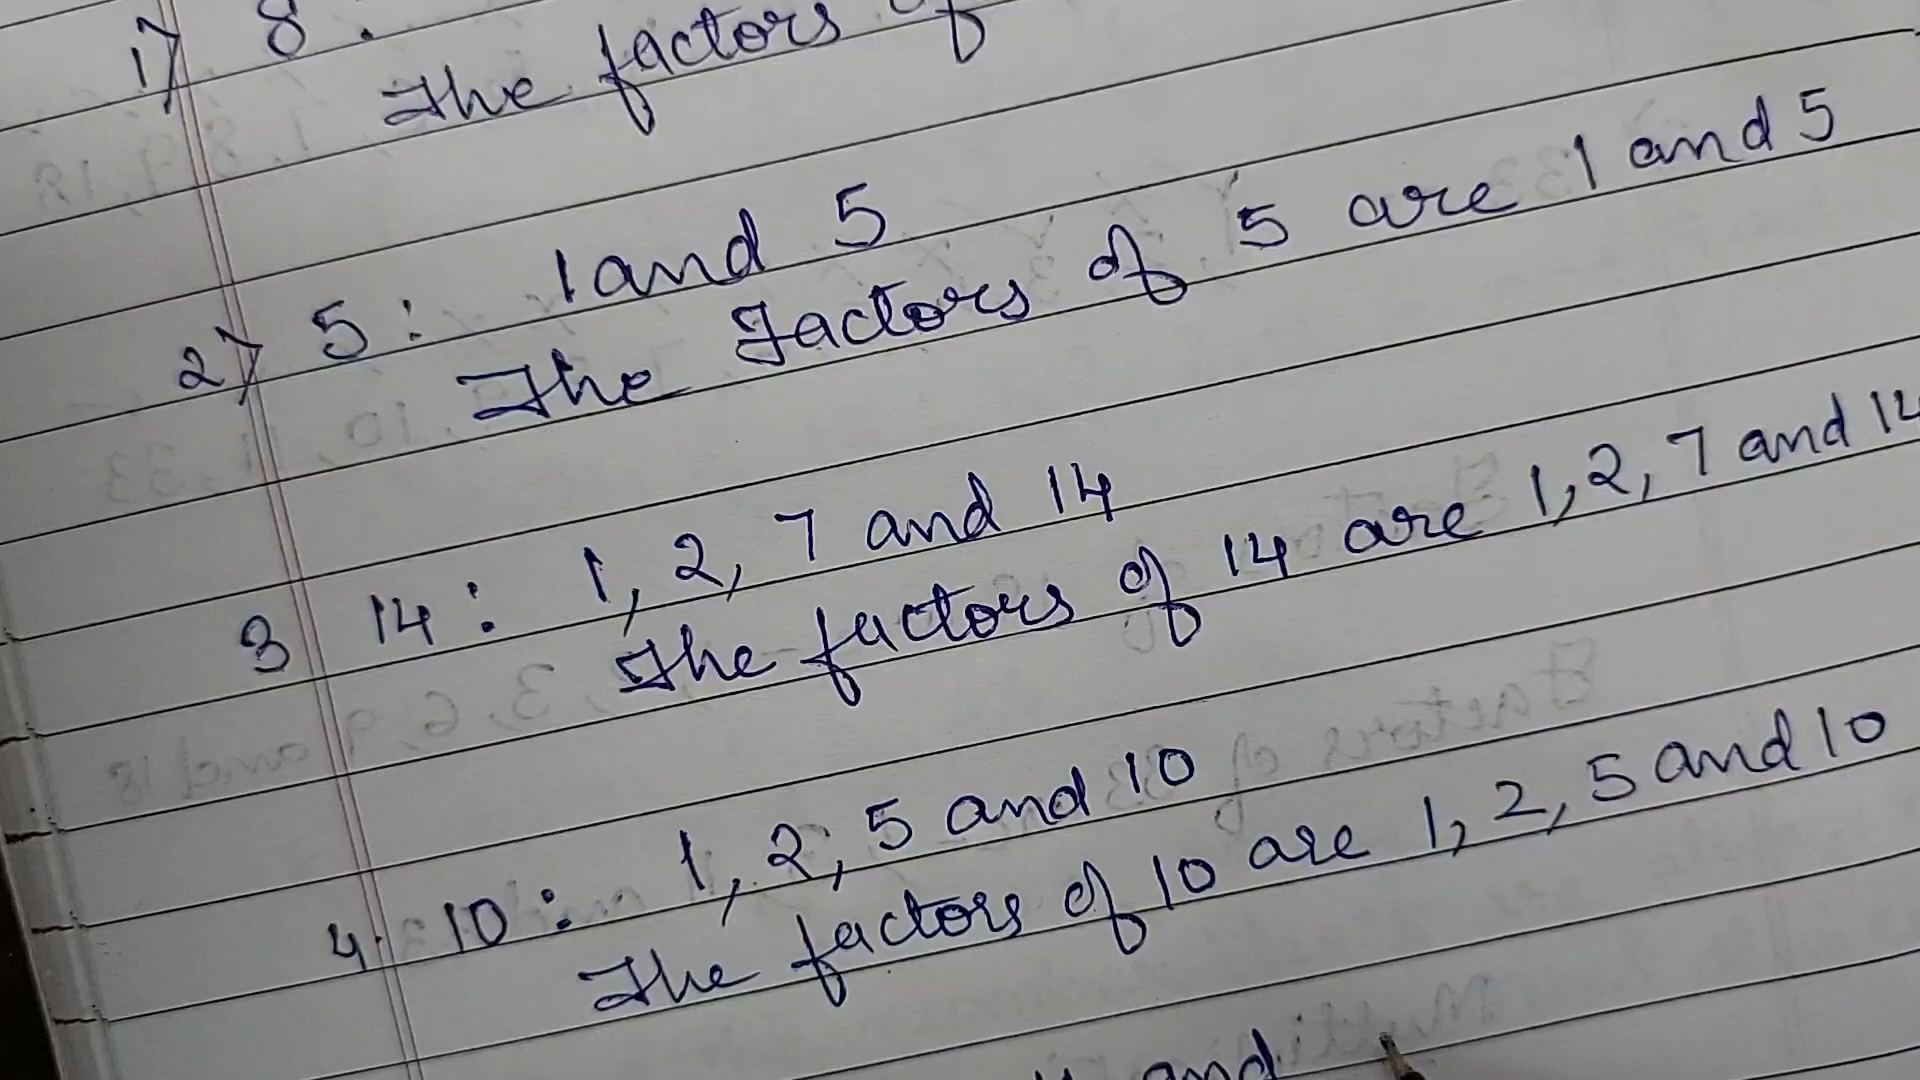 1) 8:
The factors of
2) 5: 1 and 5
The Factors of 5 are 1 and 5
3 14: 1, 2, 7 and 14
The factors of 14 are 1, 2, 7 and 14
4. 10: 1, 2, 5 and 10
The factors of 10 are 1, 2, 5 and 10
and